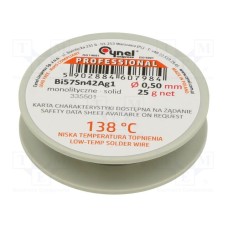 Cynel
PROFESSIONAL
Bi57Sn42Ag1
Ø 0,50 mm
5902884607984
25 g net
monolityczne - solid
KARTA CHARAKTERYSTYKI DOSTĘPNA NA ŻĄDANIE
SAFETY DATA SHEET AVAILABLE ON REQUEST
138 °C
NISKA TEMPERATURA TOPNIENIA
LOW-TEMP SOLDER WIRE